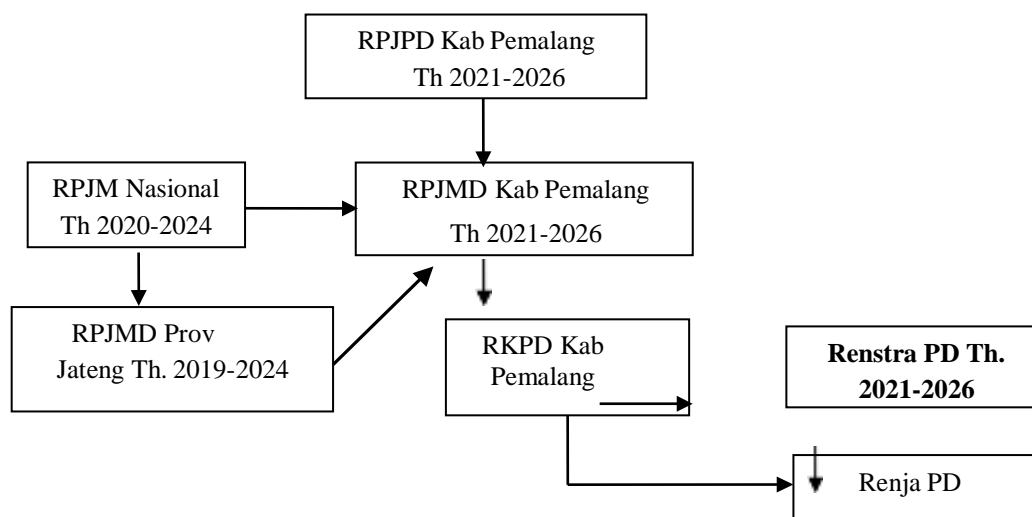 RPJPD Kab Pemalang
Th 2021-2026
RPJM Nasional
Th 2020-2024
RPJMD Kab Pemalang
Th 2021-2026
RPJMD Prov
Jateng Th. 2019-2024
RKPD Kab
Pemalang
Renstra PD Th.
2021-2026
Renja PD